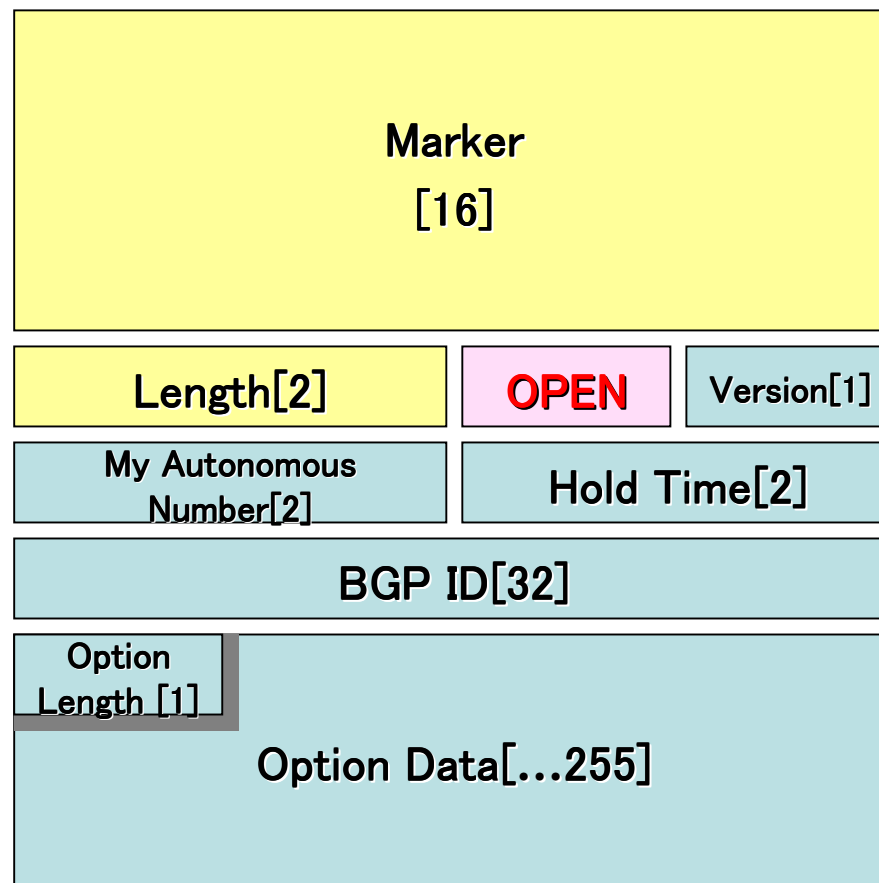 Marker
[16]
Length[2]
OPEN
Version[1]
My Autonomous
Number[2]
Hold Time[2]
BGP ID[32]
Option
Length [1]
Option Data[...255]